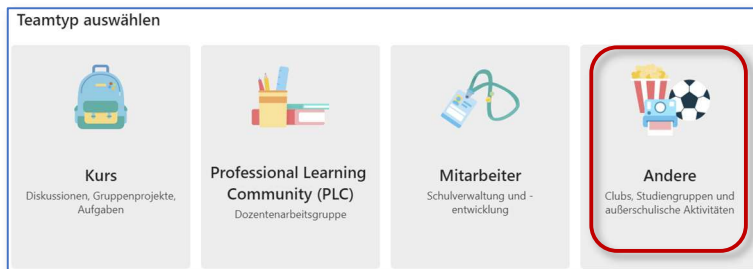 Teamtyp auswählen
Kurs
Diskussionen, Gruppenprojekte,
Aufgaben
Professional Learning
Community (PLC)
Dozentenarbeitsgruppe
Mitarbeiter
Schulverwaltung und -
entwicklung
Andere
Clubs, Studiengruppen und
außerschulische Aktivitäten